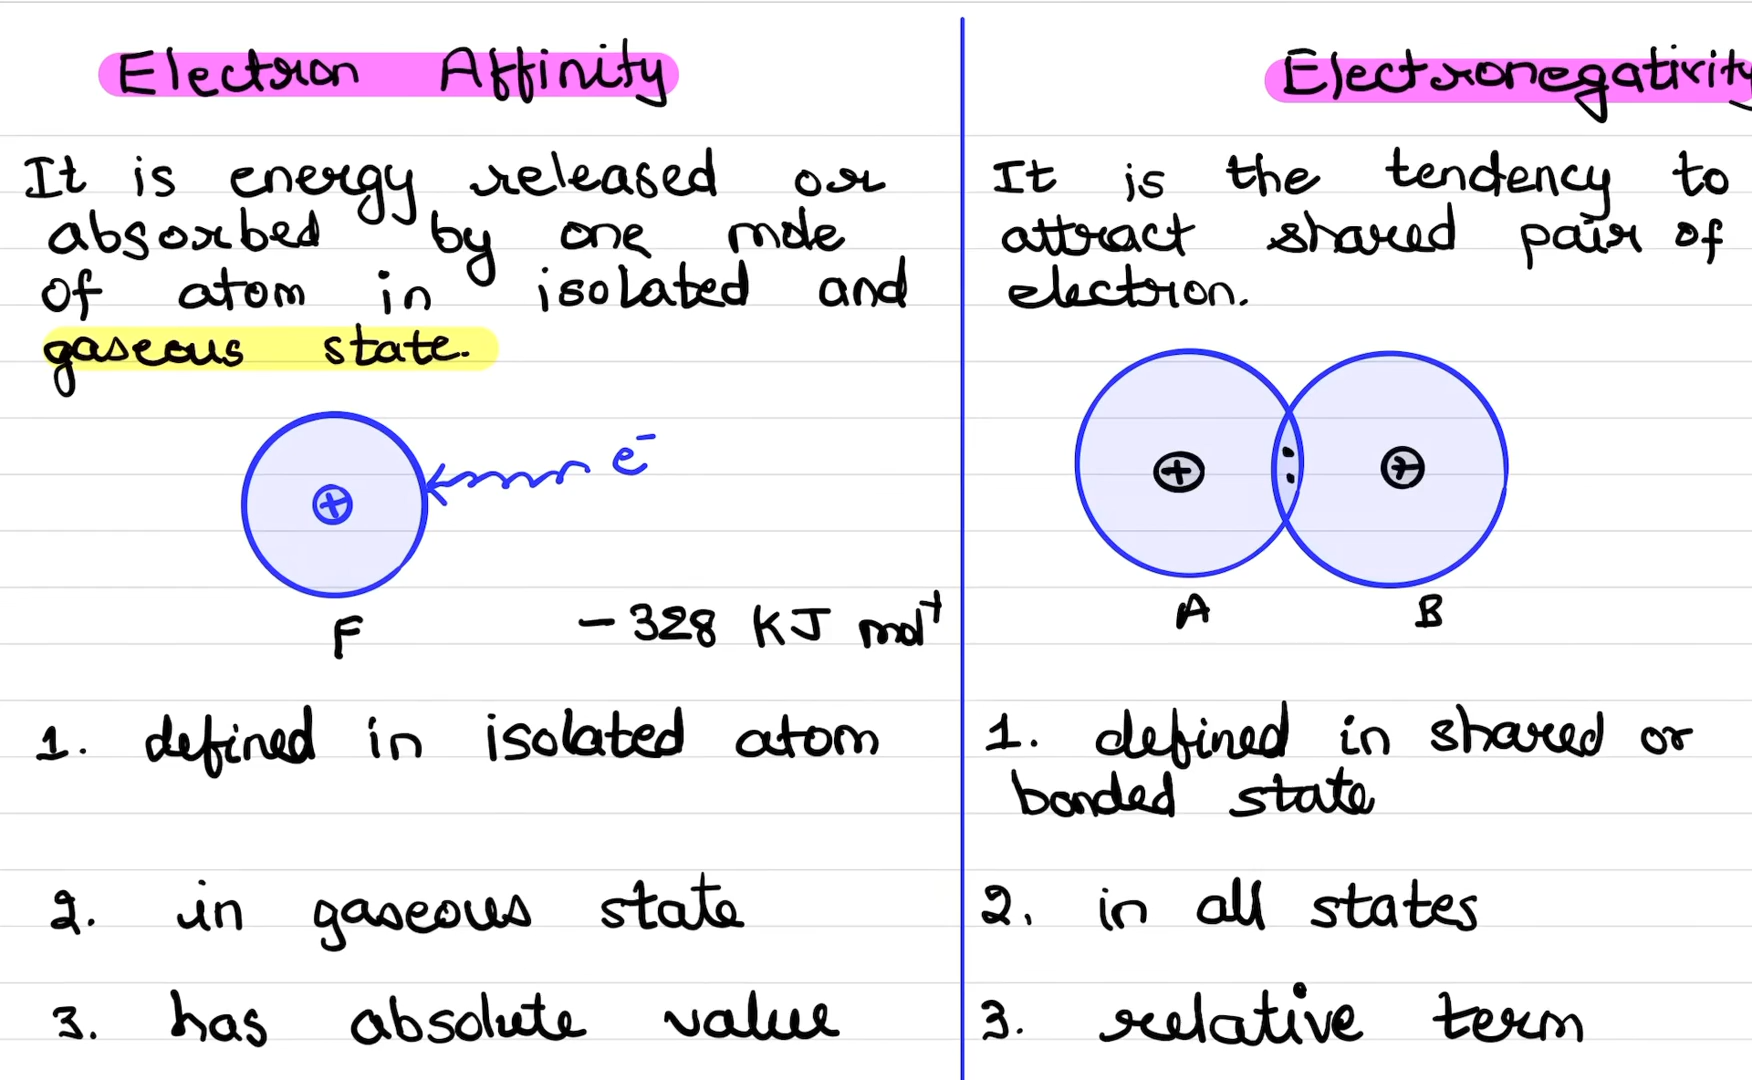 Electron Affinity
It is energy released or
absorbed by one mole
of atom in isolated and
gaseous state.
e⁻
F
- 328 KJ mol⁻¹
1. defined in isolated atom
2. in gaseous state
3. has absolute value
Electronegativity
It is the tendency to
attract shared pair of
electron.
A B
1. defined in shared or
bonded state
2. in all states
3. relative term